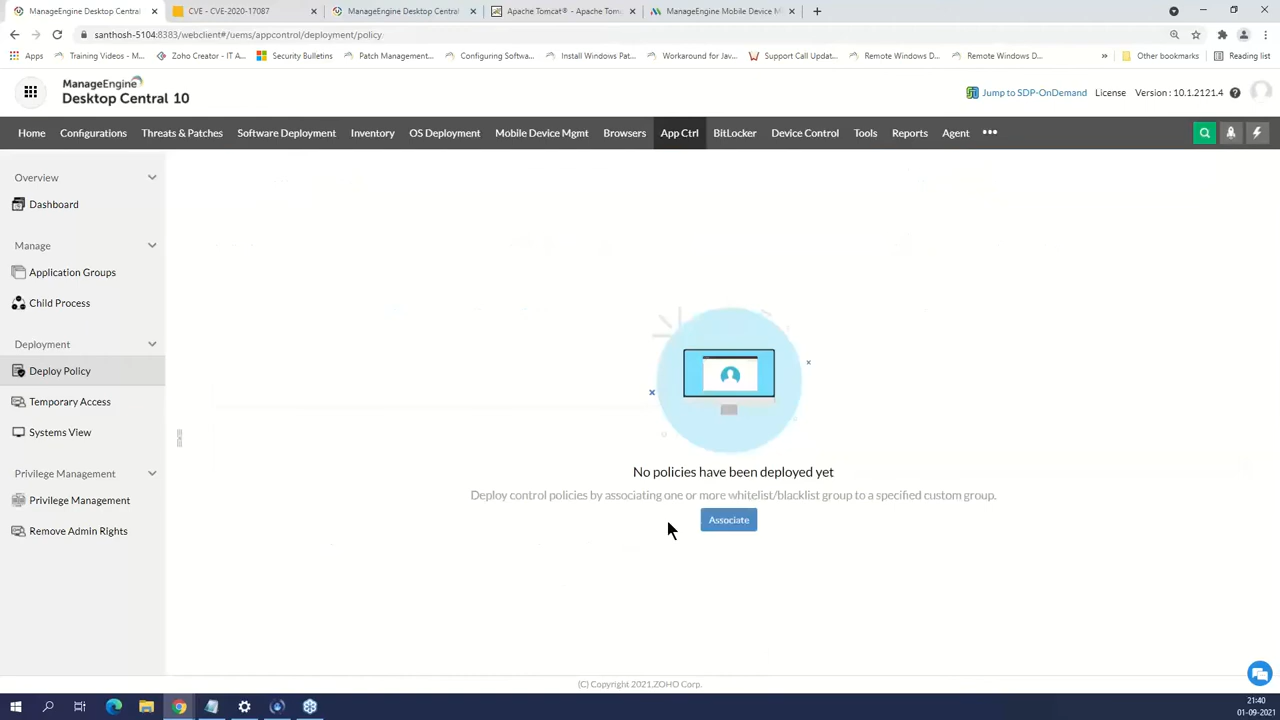 ManageEngine Desktop Central
CVE - CVE-2020-17087
ManageEngine Desktop Central
Apache Tomcat® - Apache Tom
ManageEngine Mobile Device M
santhosh-5104:8383/webclient#/uems/appcontrol/deployment/policy
Apps
Training Videos - M...
Zoho Creator - IT A...
Security Bulletins
Patch Management...
Configuring Softwa...
Install Windows Pat...
Workaround for Jav...
Support Call Updat...
Remote Windows D...
Remote Windows D...
»
Other bookmarks
Reading list
ManageEngine
Desktop Central 10
Jump to SDP-OnDemand
License
Version : 10.1.2121.4
Home
Configurations
Threats & Patches
Software Deployment
Inventory
OS Deployment
Mobile Device Mgmt
Browsers
App Ctrl
BitLocker
Device Control
Tools
Reports
Agent
•••
Overview
Dashboard
Manage
Application Groups
Child Process
Deployment
Deploy Policy
Temporary Access
Systems View
Privilege Management
Privilege Management
Remove Admin Rights
No policies have been deployed yet
Deploy control policies by associating one or more whitelist/blacklist group to a specified custom group.
Associate
(C) Copyright 2021.ZOHO Corp.
21:40
01-09-2021